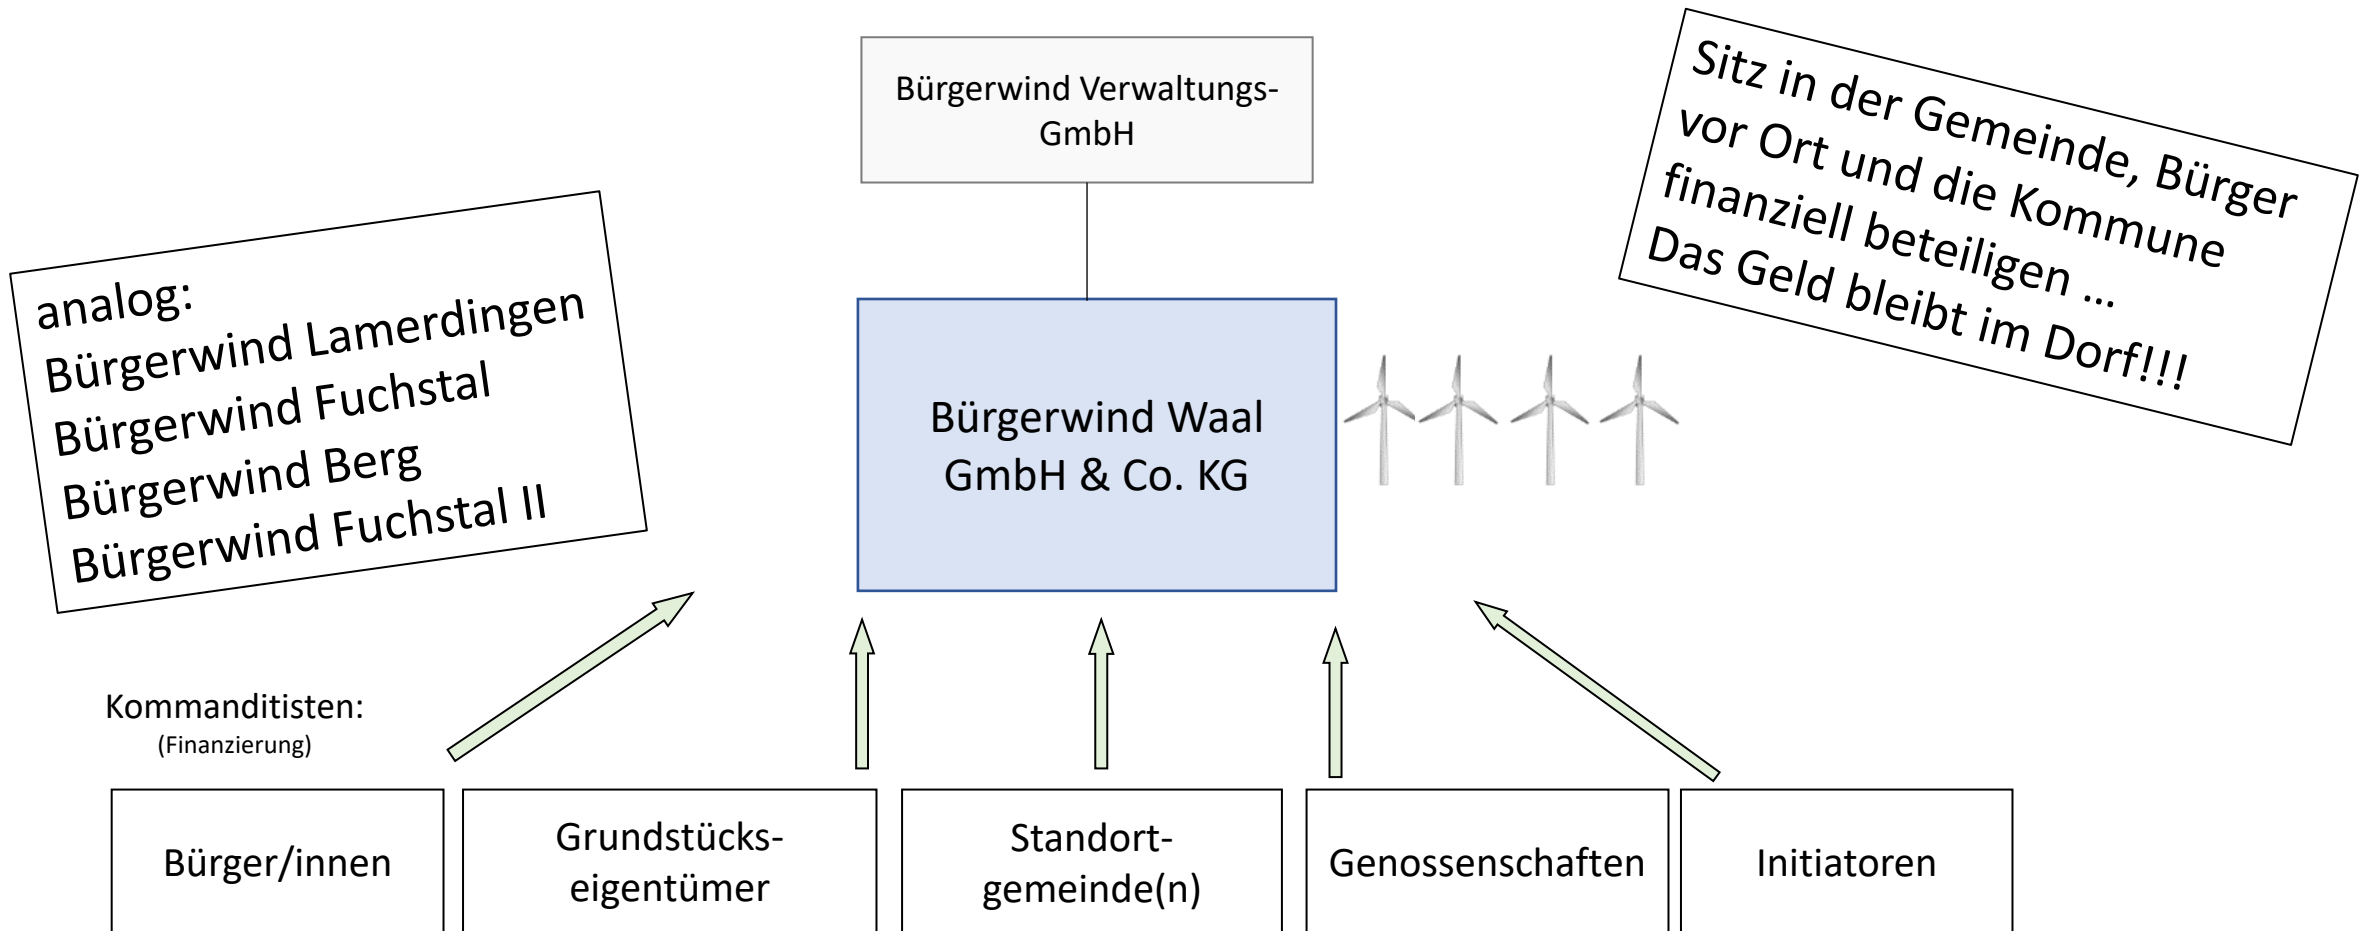 Bürgerwind Verwaltungs-
GmbH
Sitz in der Gemeinde, Bürger
vor Ort und die Kommune
finanziell beteiligen ...
Das Geld bleibt im Dorf!!!
analog:
Bürgerwind Lamerdingen
Bürgerwind Fuchstal
Bürgerwind Berg
Bürgerwind Fuchstal II
Bürgerwind Waal
GmbH & Co. KG
Kommanditisten:
(Finanzierung)
Bürger/innen
Grundstücks-
eigentümer
Standort-
gemeinde(n)
Genossenschaften
Initiatoren